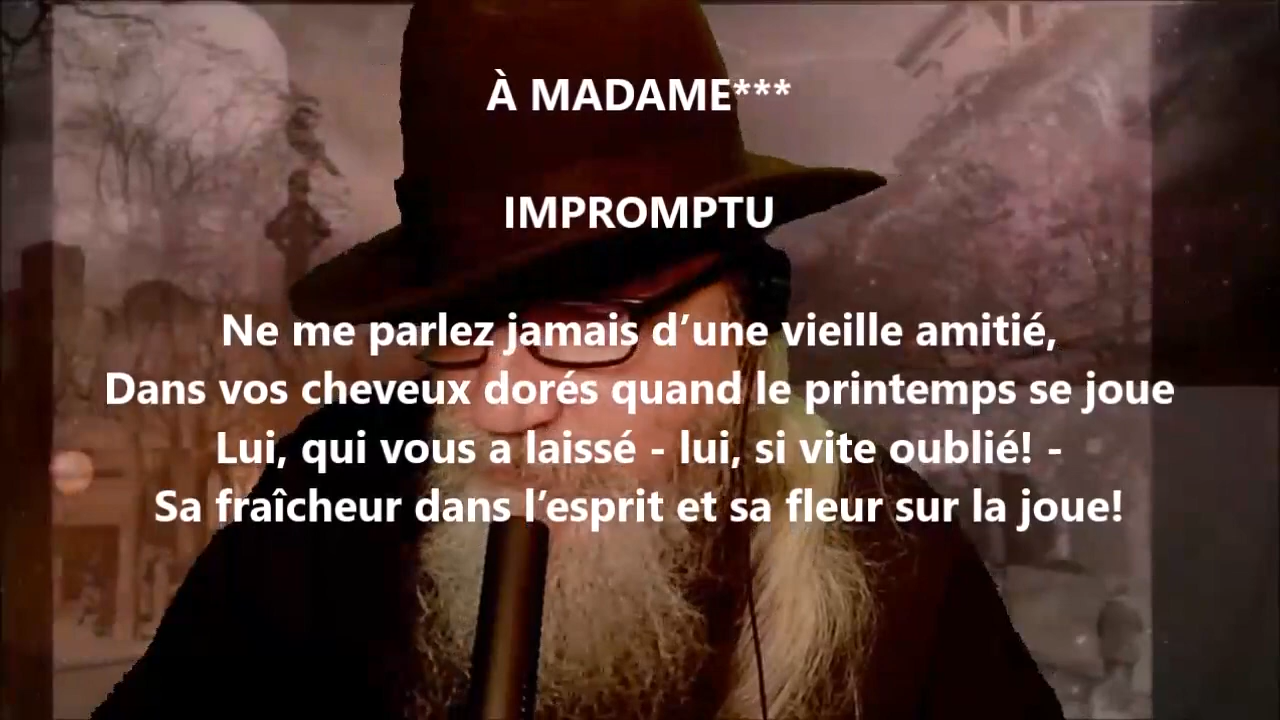 À MADAME***
IMPROMPTU
Ne me parlez jamais d’une vieille amitié,
Dans vos cheveux dorés quand le printemps se joue
Lui, qui vous a laissé - lui, si vite oublié! -
Sa fraîcheur dans l’esprit et sa fleur sur la joue!